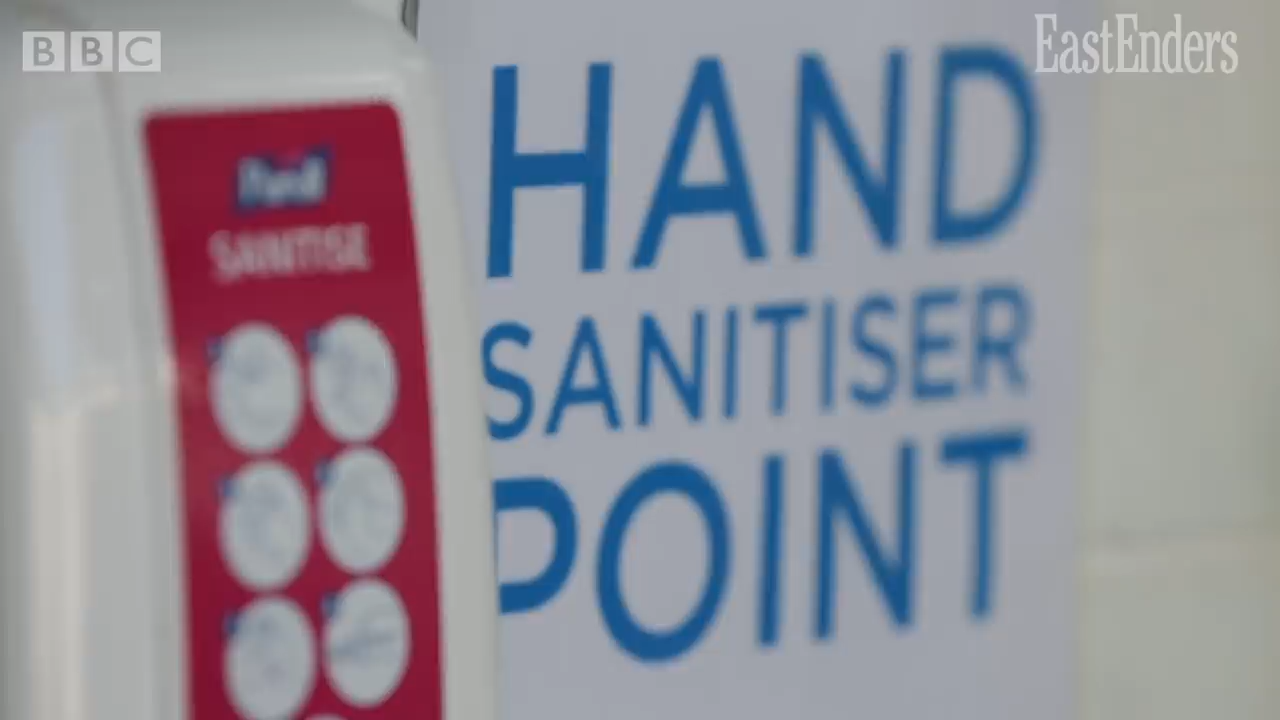 BBC
EastEnders
HAND
SANITISER
POINT
SANITISE